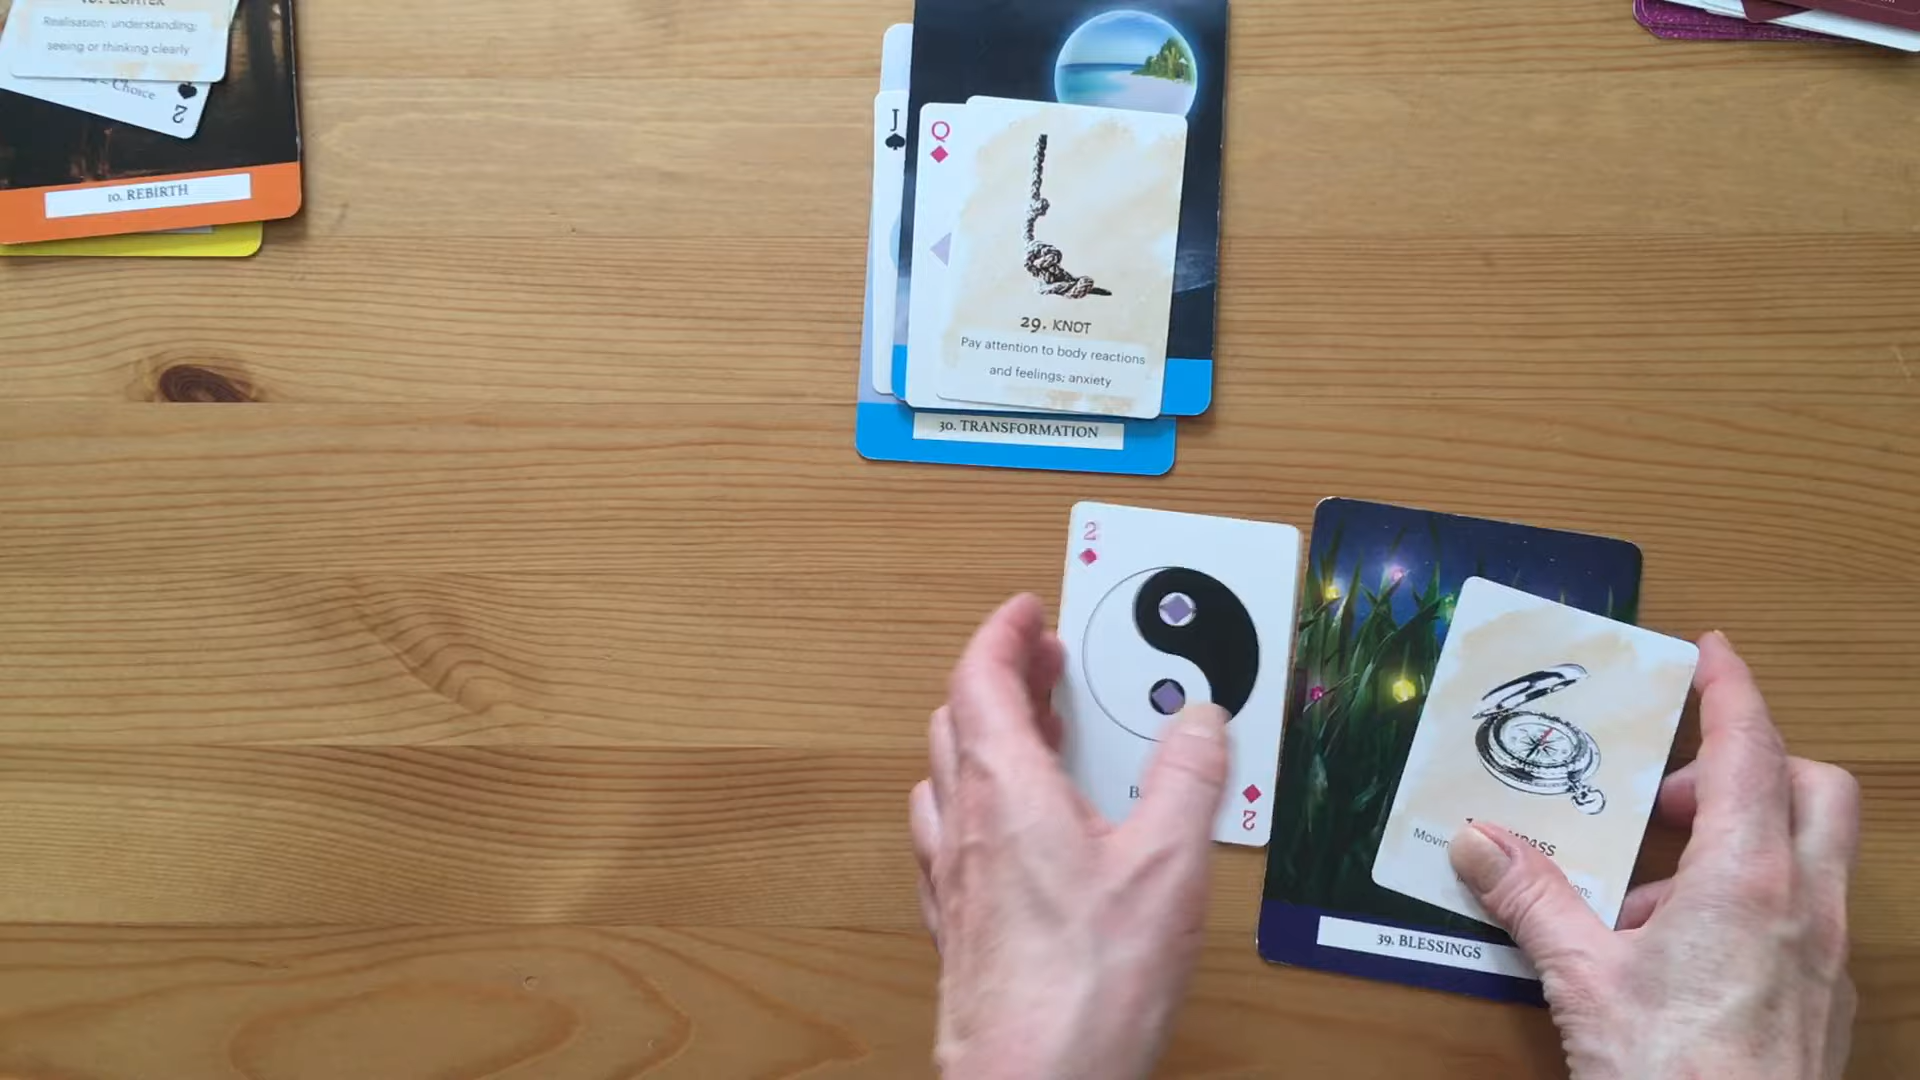 Realisation; understanding;
seeing or thinking clearly
Choice
2
10. REBIRTH
J
Q
29. KNOT
Pay attention to body reactions
and feelings; anxiety
30. TRANSFORMATION
2
2
39. BLESSINGS